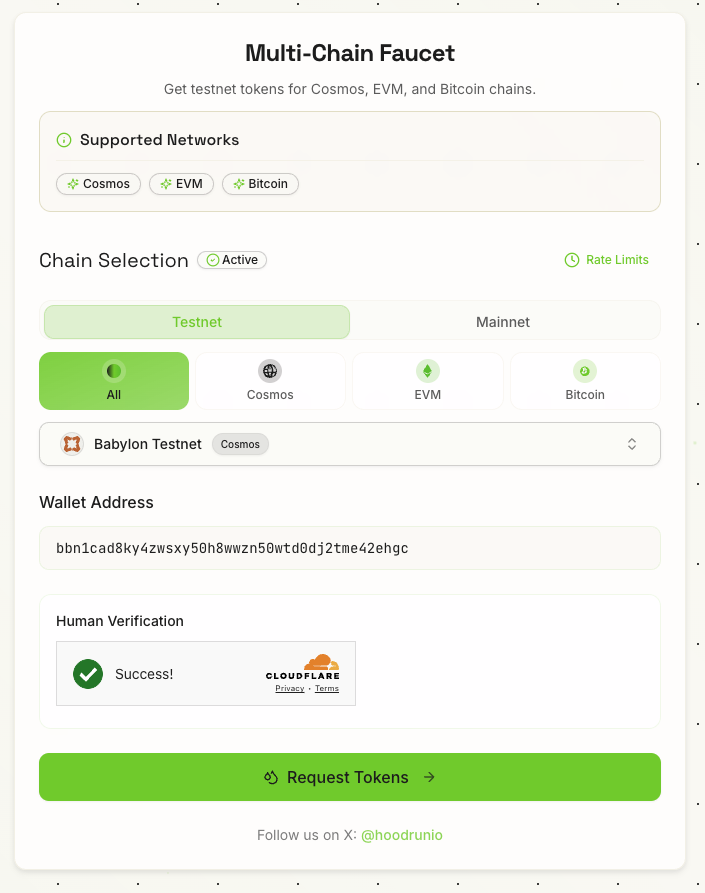 Multi-Chain Faucet
Get testnet tokens for Cosmos, EVM, and Bitcoin chains.
Supported Networks
Cosmos EVM Bitcoin
Chain Selection Active Rate Limits
Testnet Mainnet
All Cosmos EVM Bitcoin
Babylon Testnet Cosmos
Wallet Address
bbn1cad8ky4zwsxy50h8wwzn50wtd0dj2tme42ehgc
Human Verification
Success!
CLOUDFLARE
Privacy • Terms
Request Tokens
Follow us on X: @hoodrunio